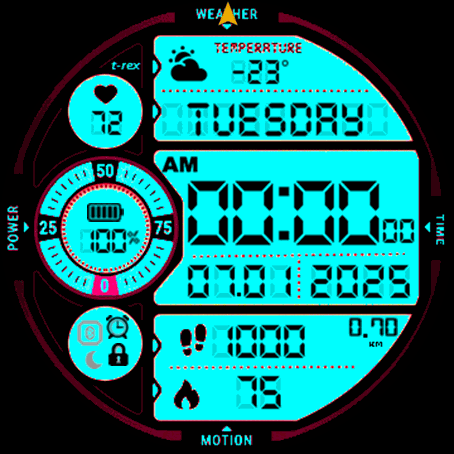 WEATHER
TEMPERATURE
-23°
TUESDAY
t-rex
72
AM
00:00 00
07.01 2025
POWER
50
25
75
0
100%
TIME
1000
0.70
KM
75
MOTION